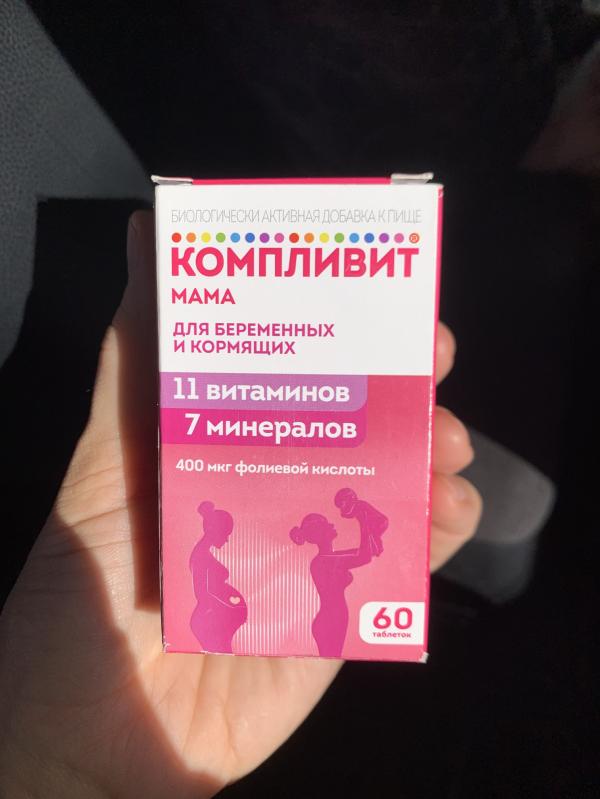 БИОЛОГИЧЕСКИ АКТИВНАЯ ДОБАВКА К ПИЩЕ
КОМПЛИВИТ®
МАМА
ДЛЯ БЕРЕМЕННЫХ
И КОРМЯЩИХ
11 витаминов
7 минералов
400 мкг фолиевой кислоты
60
таблеток